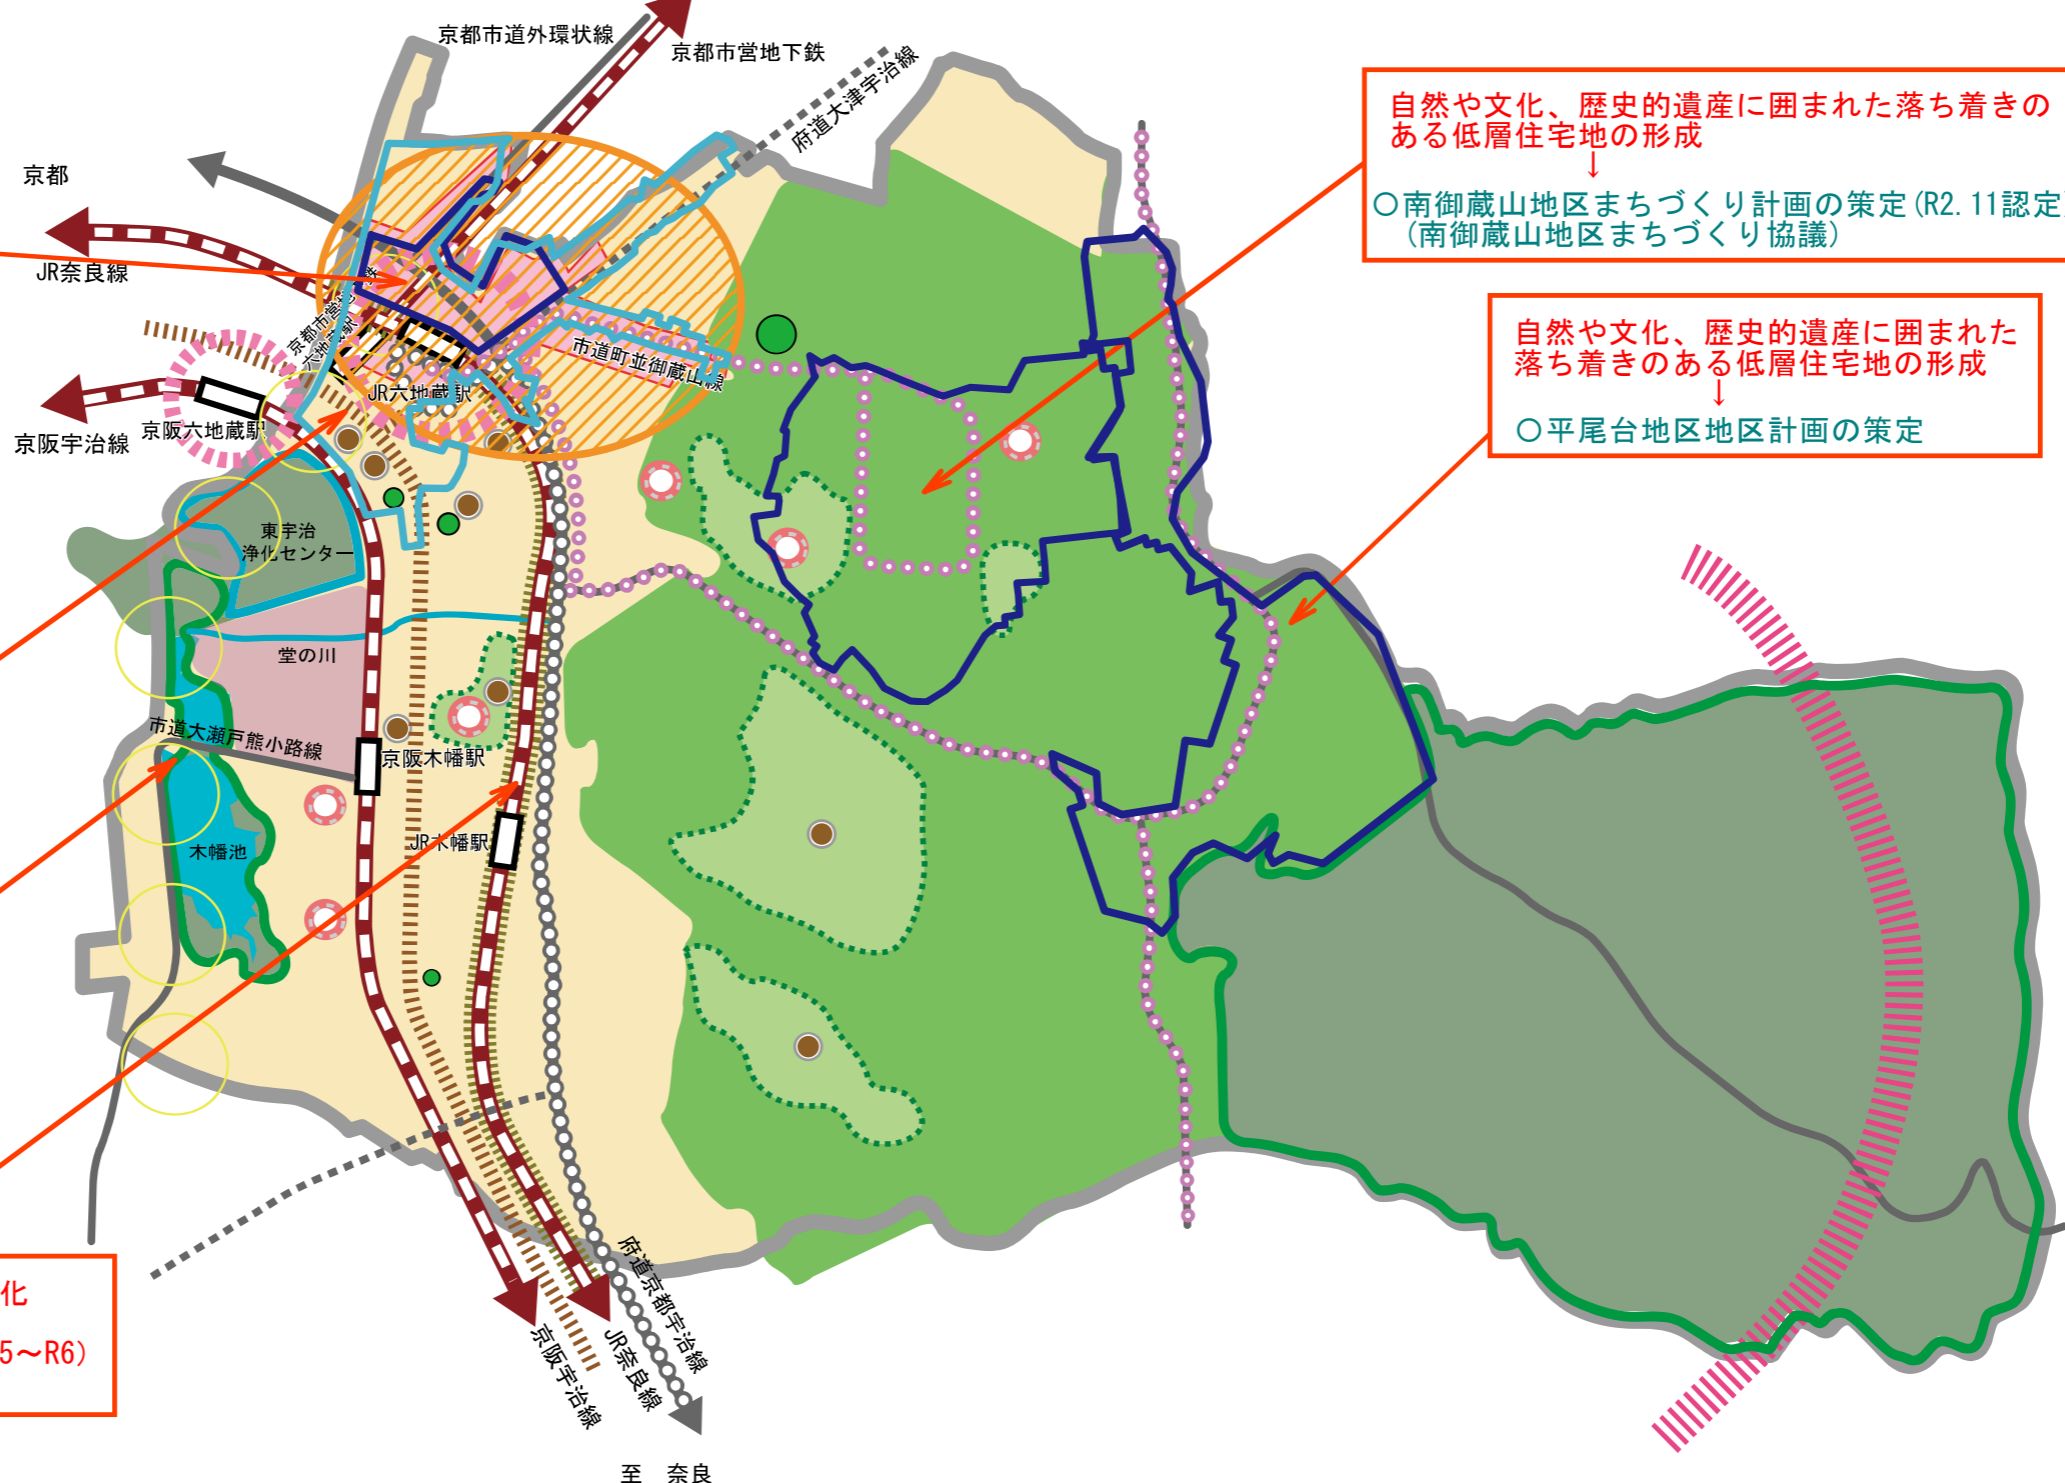 京都市道外環状線
京都市営地下鉄
府道大津宇治線
京都
JR奈良線
京都市営地下鉄
六地蔵駅
市道町並御蔵山線
JR六地蔵駅
京阪六地蔵駅
京阪宇治線
東宇治
浄化センター
堂の川
市道大瀬戸熊小路線
京阪木幡駅
JR木幡駅
木幡池
自然や文化、歴史的遺産に囲まれた落ち着きの
ある低層住宅地の形成
↓
○南御蔵山地区まちづくり計画の策定(R2.11認定)
(南御蔵山地区まちづくり協議)
自然や文化、歴史的遺産に囲まれた
落ち着きのある低層住宅地の形成
↓
○平尾台地区地区計画の策定
化
5～R6)
京阪宇治線
JR奈良線
府道京都宇治線
至 奈良